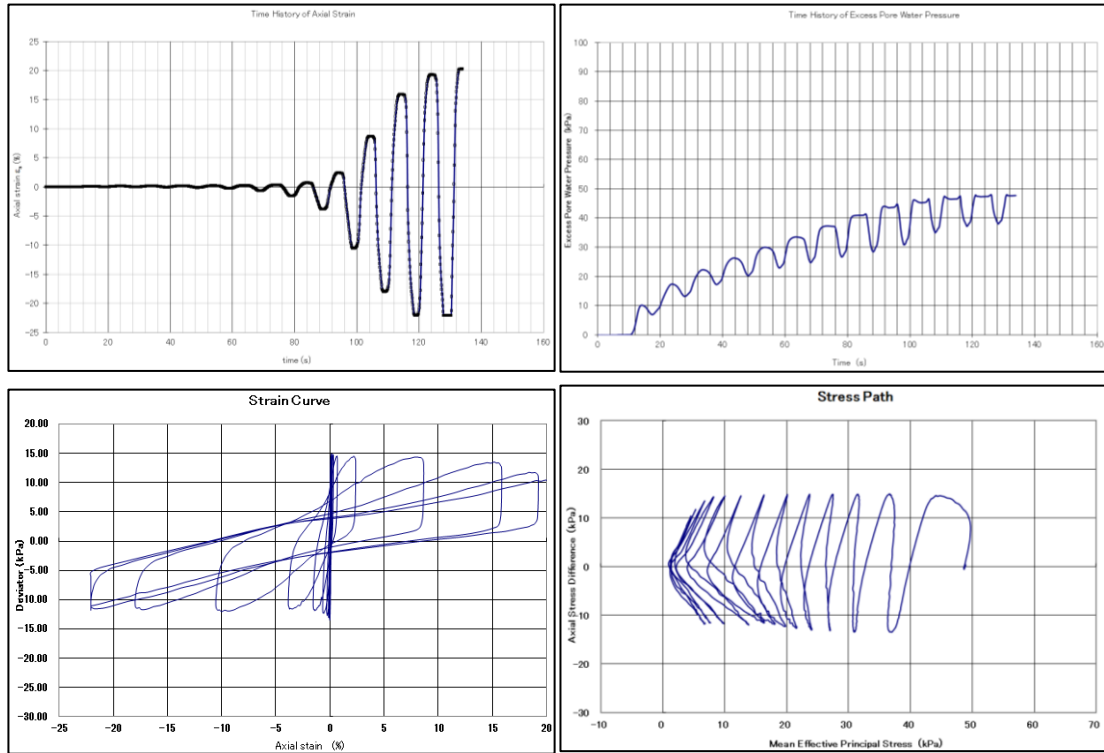 Time History of Axial Strain
25
20
15
10
5
0
-5
-10
-15
-20
-25
Axial strain εa (%)
0 20 40 60 80 100 120 140 160
time (s)
Time History of Excess Pore Water Pressure
100
90
80
70
60
50
40
30
20
10
0
Excess Pore Water Pressure (kPa)
0 20 40 60 80 100 120 140 160
Time (s)
Strain Curve
20.00
15.00
10.00
5.00
0.00
-5.00
-10.00
-15.00
-20.00
-25.00
-30.00
Deviator (kPa)
-25 -20 -15 -10 -5 0 5 10 15 20
Axial stain (%)
Stress Path
30
20
10
0
-10
-20
-30
Axial Stress Difference (kPa)
-10 0 10 20 30 40 50 60 70
Mean Effective Principal Stress (kPa)